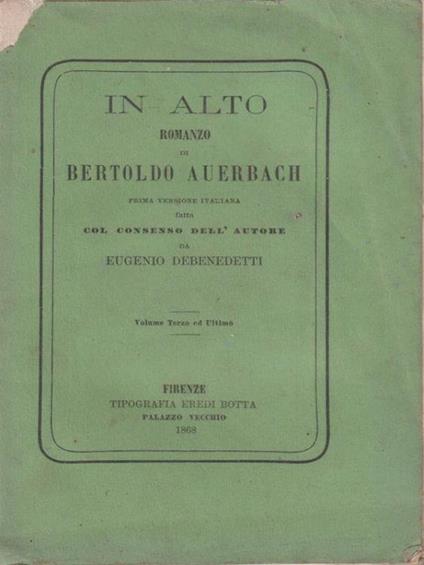 IN ALTO
ROMANZO
DI
BERTOLDO AUERBACH
PRIMA VERSIONE ITALIANA
fatta
COL CONSENSO DELL' AUTORE
DA
EUGENIO DEBENEDETTI
Volume Terzo ed Ultimo
FIRENZE
TIPOGRAFIA EREDI BOTTA
PALAZZO VECCHIO
1868